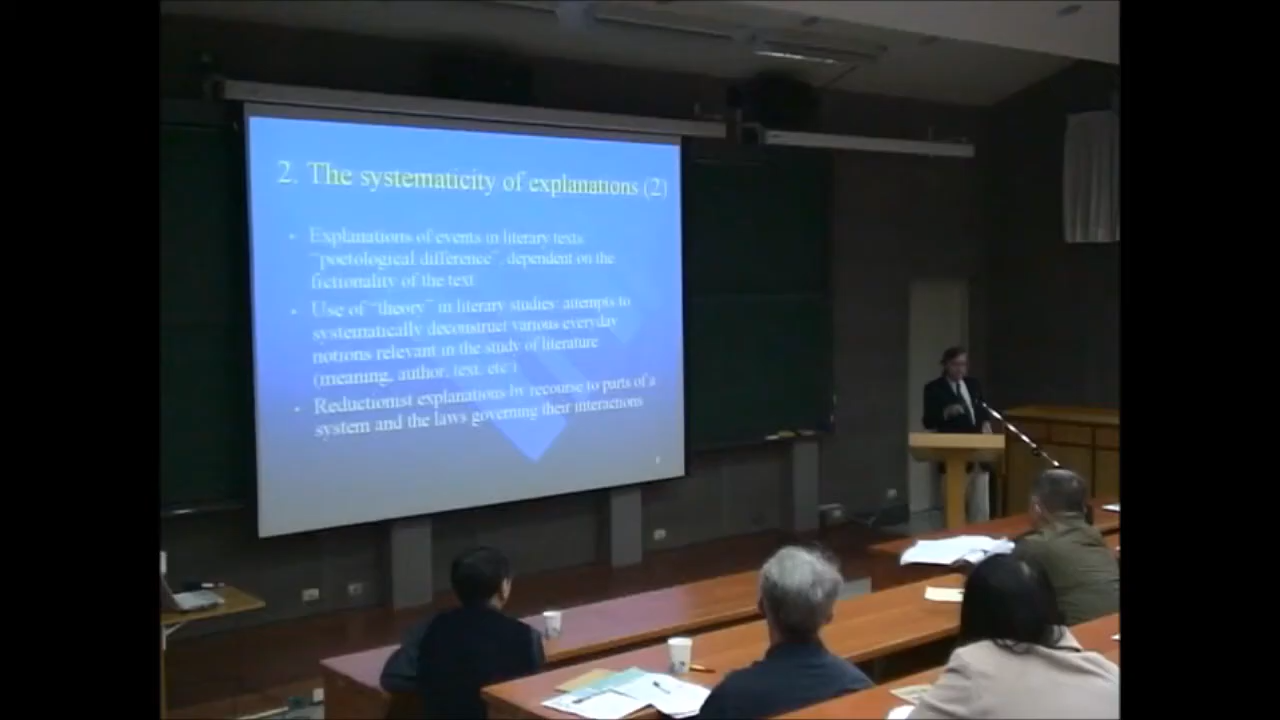 2. The systematicity of explanations (2)
- Explanations of events in literary texts:
"poetological difference", dependent on the
fictionality of the text
- Use of "theory" in literary studies: attempts to
systematically deconstruct various everyday
notions relevant in the study of literature
(meaning, author, text, etc.)
- Reductionist explanations by recourse to parts of a
system and the laws governing their interactions